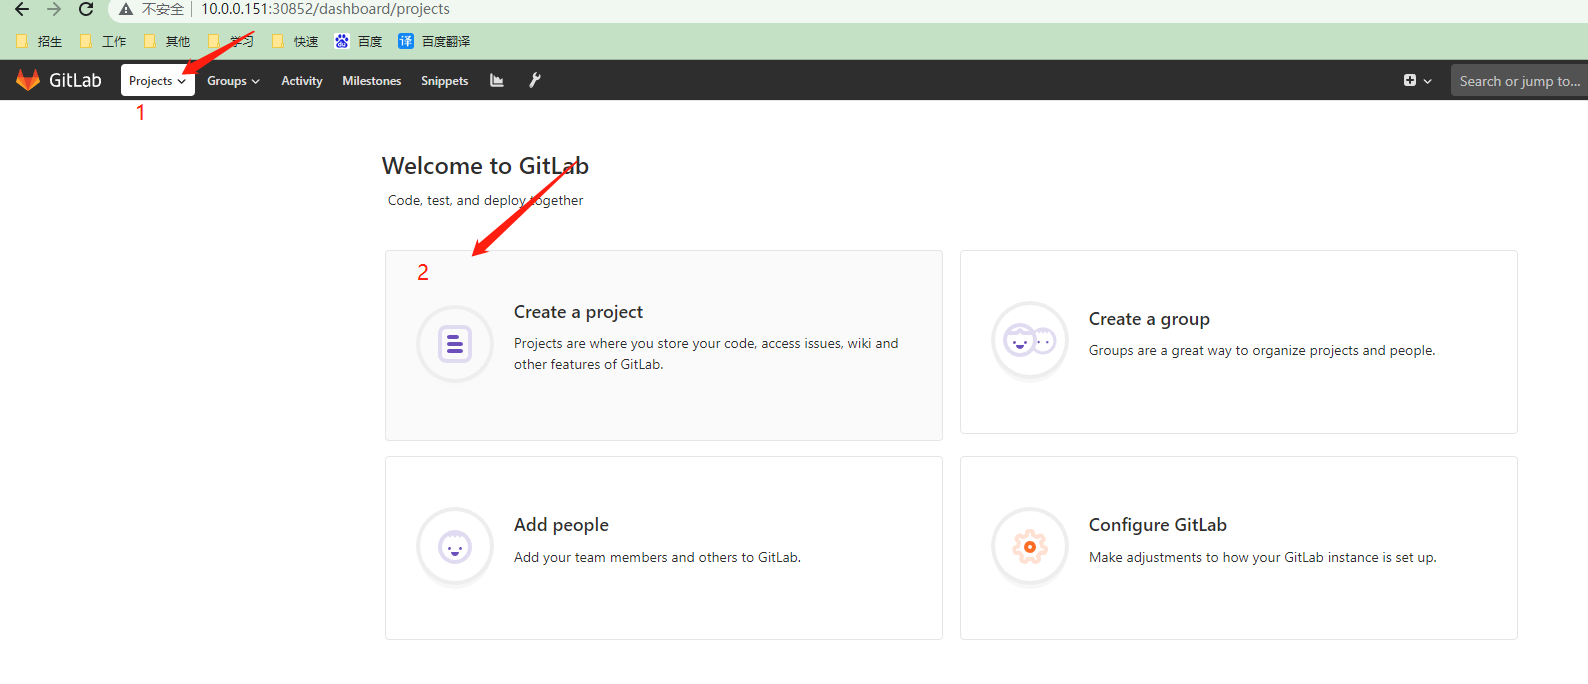 不安全 10.0.0.151:30852/dashboard/projects
招生 工作 其他 学习 快速 百度 译 百度翻译
GitLab Projects Groups Activity Milestones Snippets Search or jump to...
1
Welcome to GitLab
Code, test, and deploy together
2
Create a project
Projects are where you store your code, access issues, wiki and
other features of GitLab.
Create a group
Groups are a great way to organize projects and people.
Add people
Add your team members and others to GitLab.
Configure GitLab
Make adjustments to how your GitLab instance is set up.